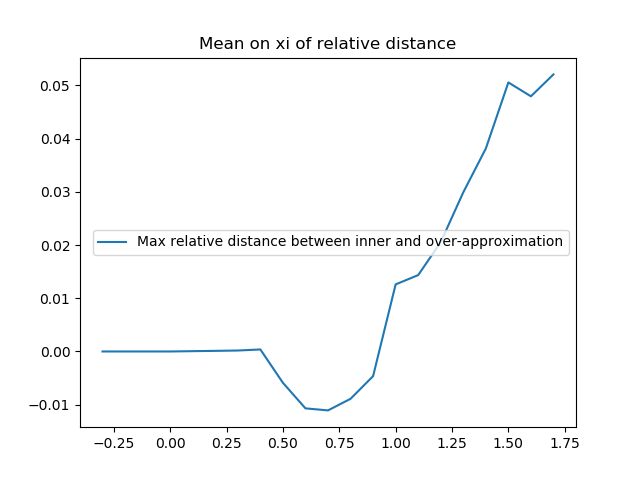 Mean on xi of relative distance
0.05
0.04
0.03
0.02
0.01
0.00
−0.01
Max relative distance between inner and over-approximation
−0.25 0.00 0.25 0.50 0.75 1.00 1.25 1.50 1.75